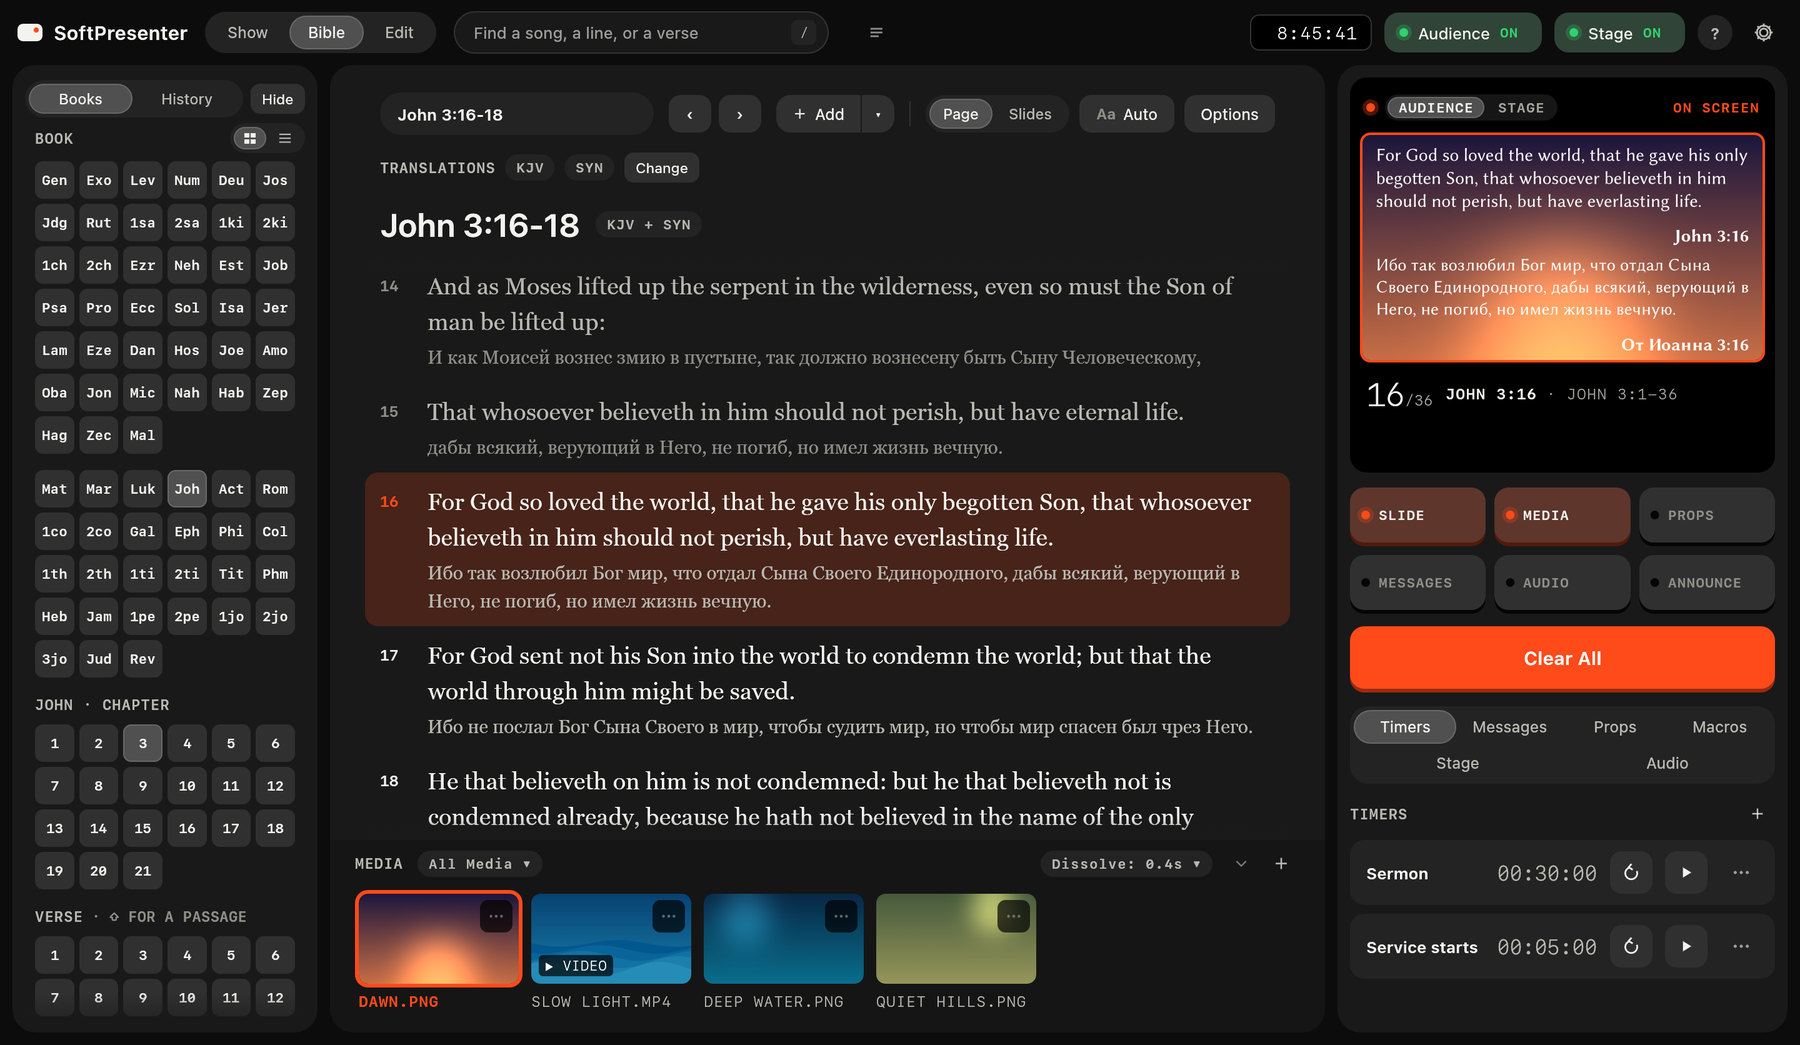 SoftPresenter
Show Bible Edit
Find a song, a line, or a verse /
8:45:41
Audience ON
Stage ON
?
Books History Hide
BOOK
Gen Exo Lev Num Deu Jos
Jdg Rut 1sa 2sa 1ki 2ki
1ch 2ch Ezr Neh Est Job
Psa Pro Ecc Sol Isa Jer
Lam Eze Dan Hos Joe Amo
Oba Jon Mic Nah Hab Zep
Hag Zec Mal
Mat Mar Luk Joh Act Rom
1co 2co Gal Eph Phi Col
1th 2th 1ti 2ti Tit Phm
Heb Jam 1pe 2pe 1jo 2jo
3jo Jud Rev
JOHN · CHAPTER
1 2 3 4 5 6
7 8 9 10 11 12
13 14 15 16 17 18
19 20 21
VERSE · ⇧ FOR A PASSAGE
1 2 3 4 5 6
7 8 9 10 11 12
John 3:16-18 ‹ › + Add Page Slides Aa Auto Options
TRANSLATIONS KJV SYN Change
John 3:16-18 KJV + SYN
14 And as Moses lifted up the serpent in the wilderness, even so must the Son of
man be lifted up:
И как Моисей вознес змию в пустыне, так должно вознесену быть Сыну Человеческому,
15 That whosoever believeth in him should not perish, but have eternal life.
дабы всякий, верующий в Него, не погиб, но имел жизнь вечную.
16 For God so loved the world, that he gave his only begotten Son, that whosoever
believeth in him should not perish, but have everlasting life.
Ибо так возлюбил Бог мир, что отдал Сына Своего Единородного, дабы всякий, верующий в
Него, не погиб, но имел жизнь вечную.
17 For God sent not his Son into the world to condemn the world; but that the
world through him might be saved.
Ибо не послал Бог Сына Своего в мир, чтобы судить мир, но чтобы мир спасен был чрез Него.
18 He that believeth on him is not condemned: but he that believeth not is
condemned already, because he hath not believed in the name of the only
MEDIA All Media ▾ Dissolve: 0.4s ▾ +
VIDEO
DAWN.PNG SLOW LIGHT.MP4 DEEP WATER.PNG QUIET HILLS.PNG
AUDIENCE STAGE ON SCREEN
For God so loved the world, that he gave his only
begotten Son, that whosoever believeth in him
should not perish, but have everlasting life.
John 3:16
Ибо так возлюбил Бог мир, что отдал Сына
Своего Единородного, дабы всякий, верующий в
Него, не погиб, но имел жизнь вечную.
От Иоанна 3:16
16/36 JOHN 3:16 · JOHN 3:1–36
SLIDE MEDIA PROPS
MESSAGES AUDIO ANNOUNCE
Clear All
Timers Messages Props Macros
Stage Audio
TIMERS +
Sermon 00:30:00 ···
Service starts 00:05:00 ···